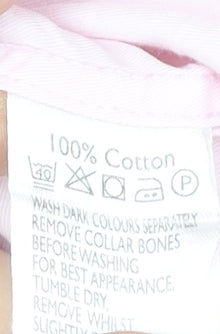 100% Cotton
40 P
WASH DARK COLOURS SEPARATELY
REMOVE COLLAR BONES
BEFORE WASHING
FOR BEST APPEARANCE,
TUMBLE DRY,
REMOVE WHILST
SLIGHTLY